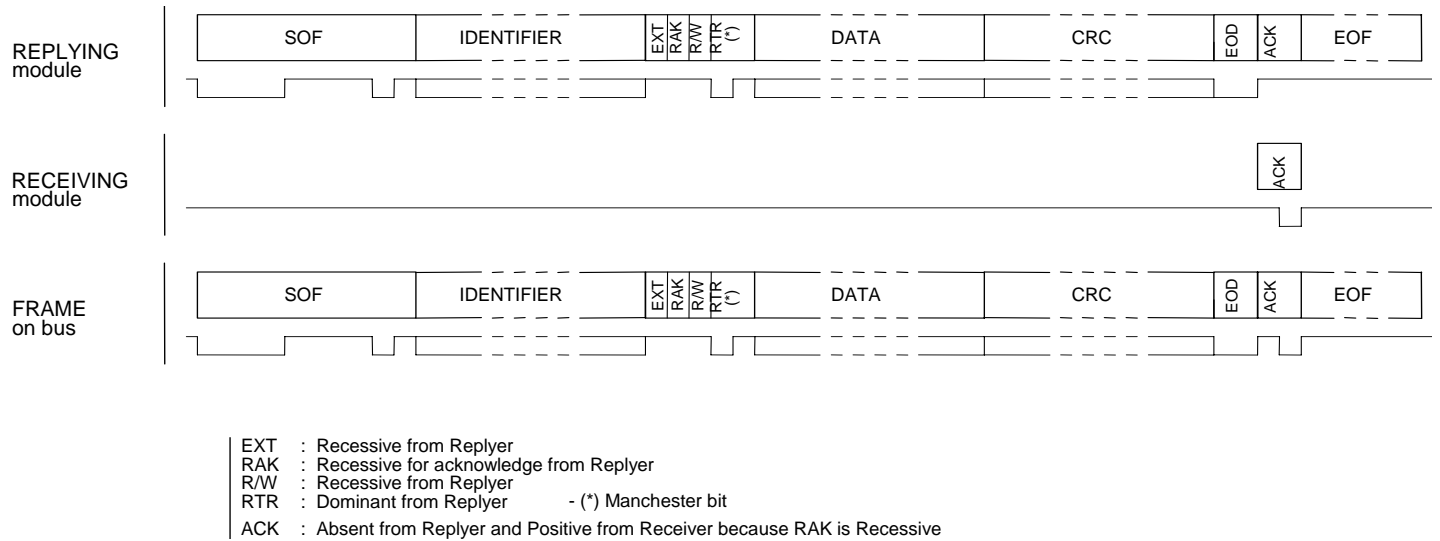 REPLYING
module
SOF
IDENTIFIER
EXT
RAK
R/W
RTR
(*)
DATA
CRC
EOD
ACK
EOF
RECEIVING
module
ACK
FRAME
on bus
SOF
IDENTIFIER
EXT
RAK
R/W
RTR
(*)
DATA
CRC
EOD
ACK
EOF
EXT : Recessive from Replyer
RAK : Recessive for acknowledge from Replyer
R/W : Recessive from Replyer
RTR : Dominant from Replyer - (*) Manchester bit
ACK : Absent from Replyer and Positive from Receiver because RAK is Recessive